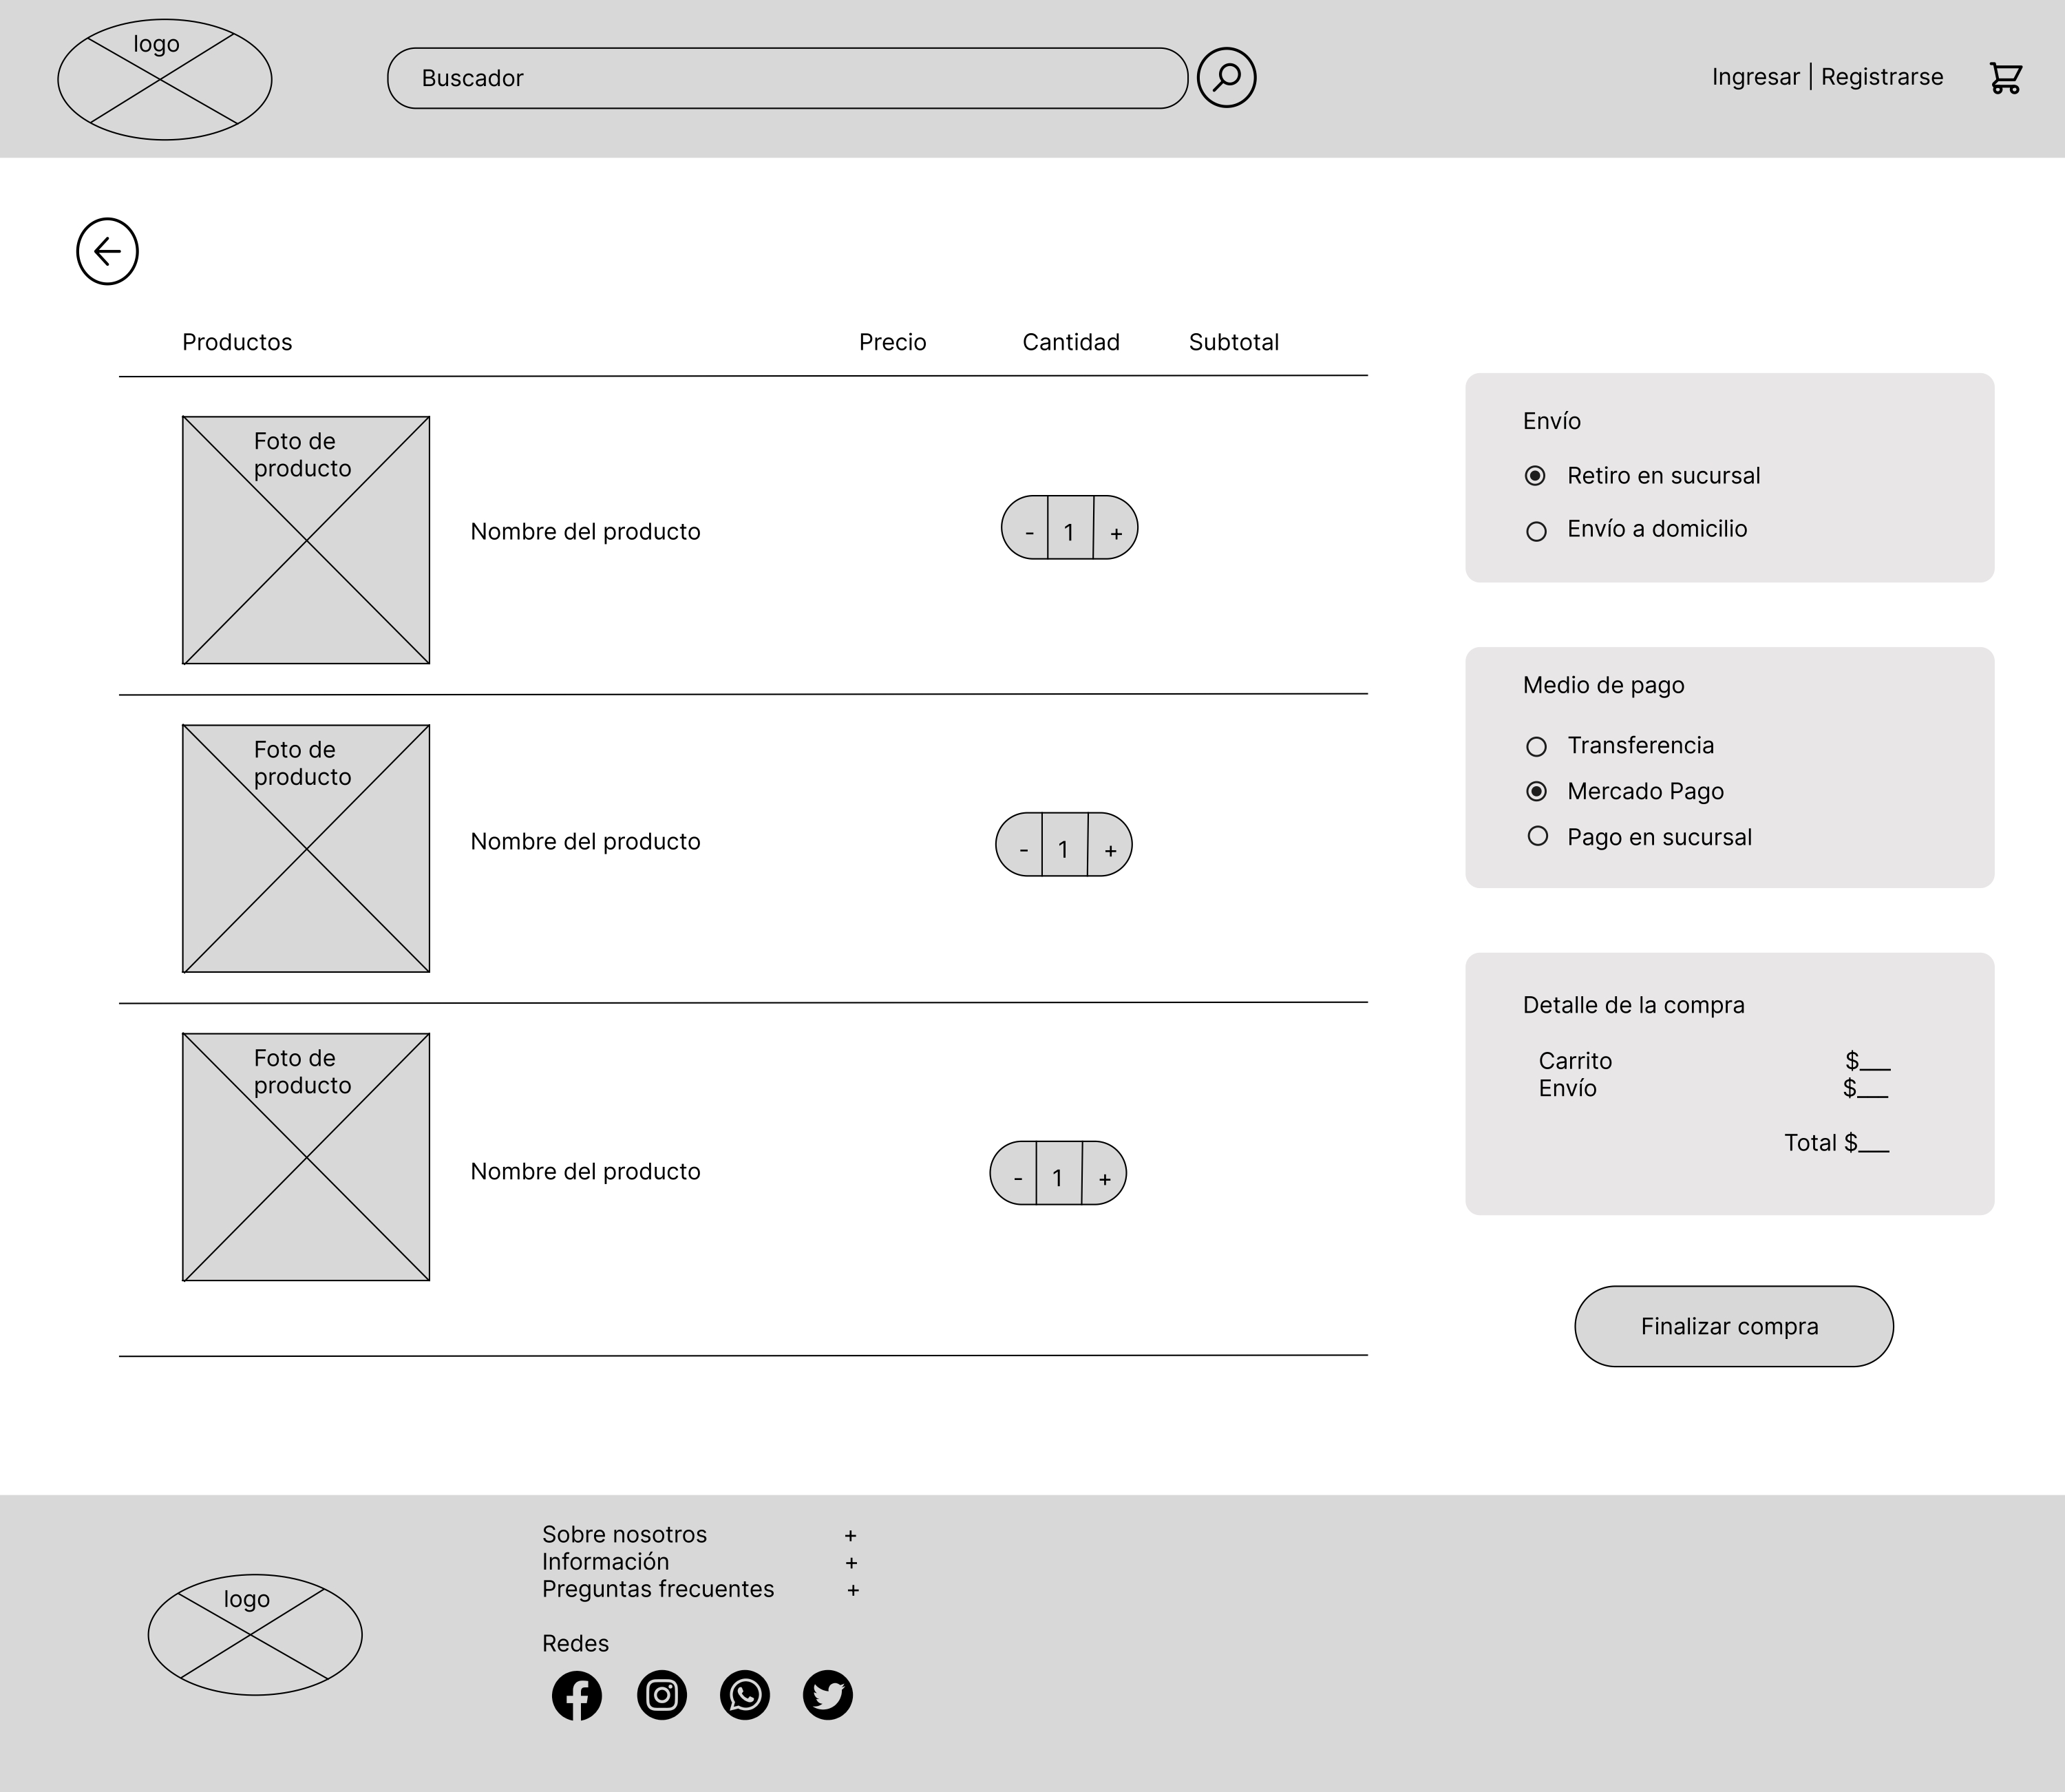 logo
Buscador
Ingresar | Registrarse
Productos
Precio
Cantidad
Subtotal
Foto de
producto
Nombre del producto
- 1 +
Foto de
producto
Nombre del producto
- 1 +
Foto de
producto
Nombre del producto
- 1 +
Envío
Retiro en sucursal
Envío a domicilio
Medio de pago
Transferencia
Mercado Pago
Pago en sucursal
Detalle de la compra
Carrito $___
Envío $___
Total $___
Finalizar compra
logo
Sobre nosotros +
Información +
Preguntas frecuentes +
Redes